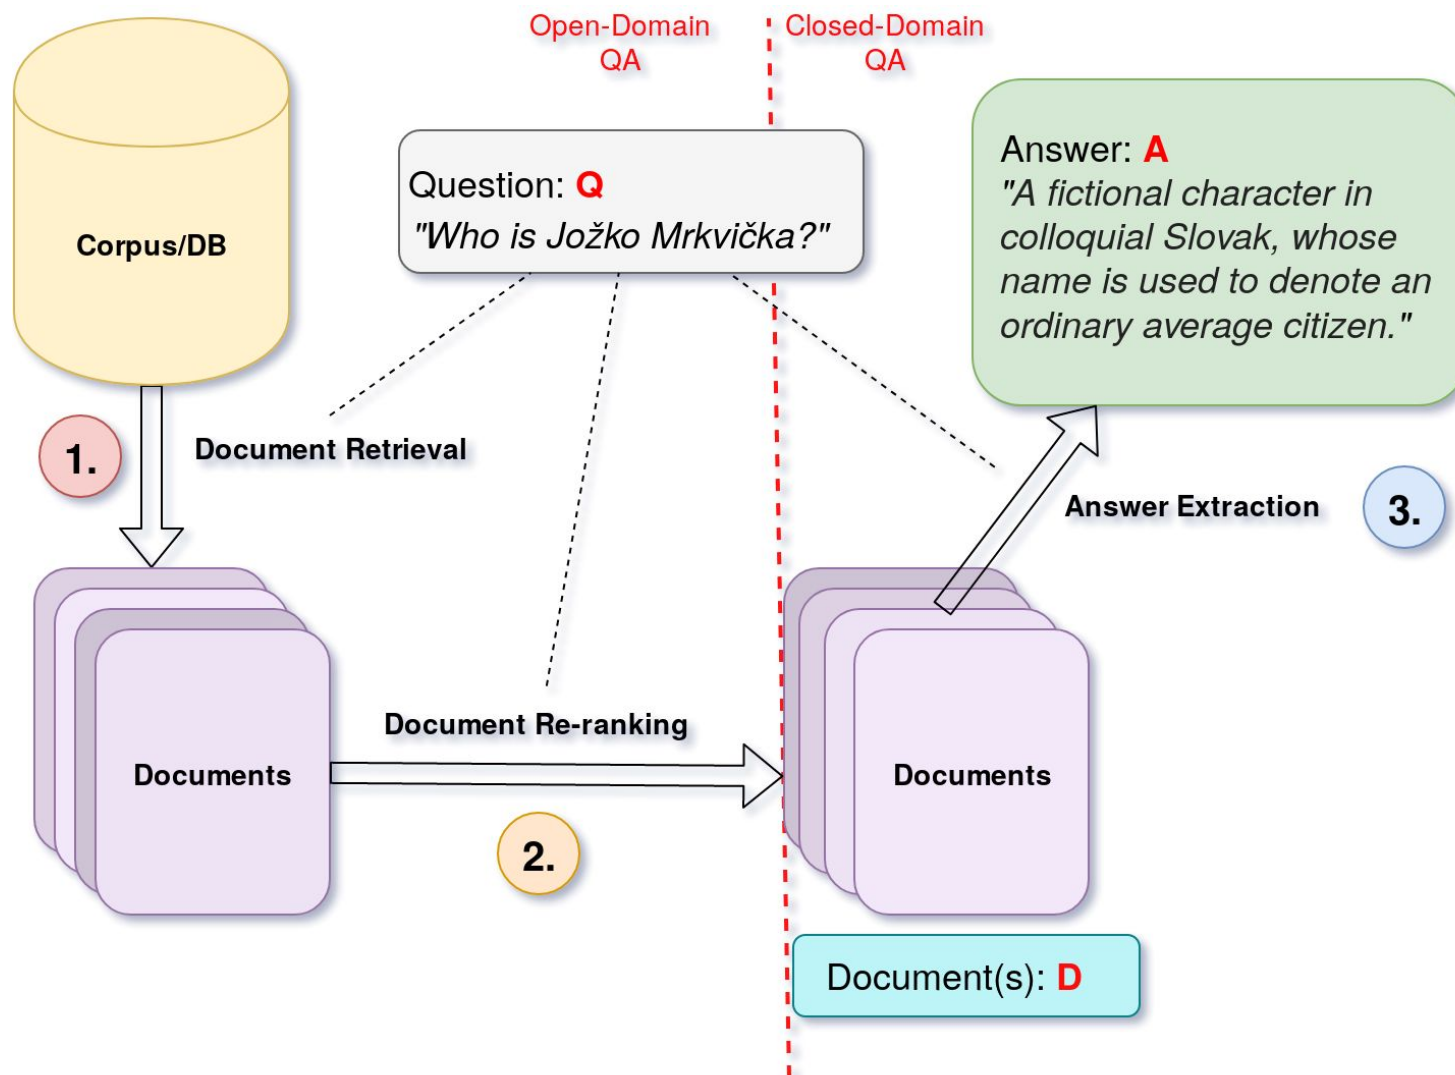 Open-Domain
QA
Closed-Domain
QA
Corpus/DB
Question: Q
"Who is Jožko Mrkvička?"
Answer: A
"A fictional character in
colloquial Slovak, whose
name is used to denote an
ordinary average citizen."
1.
Document Retrieval
Answer Extraction
3.
Document Re-ranking
Documents
Documents
2.
Document(s): D